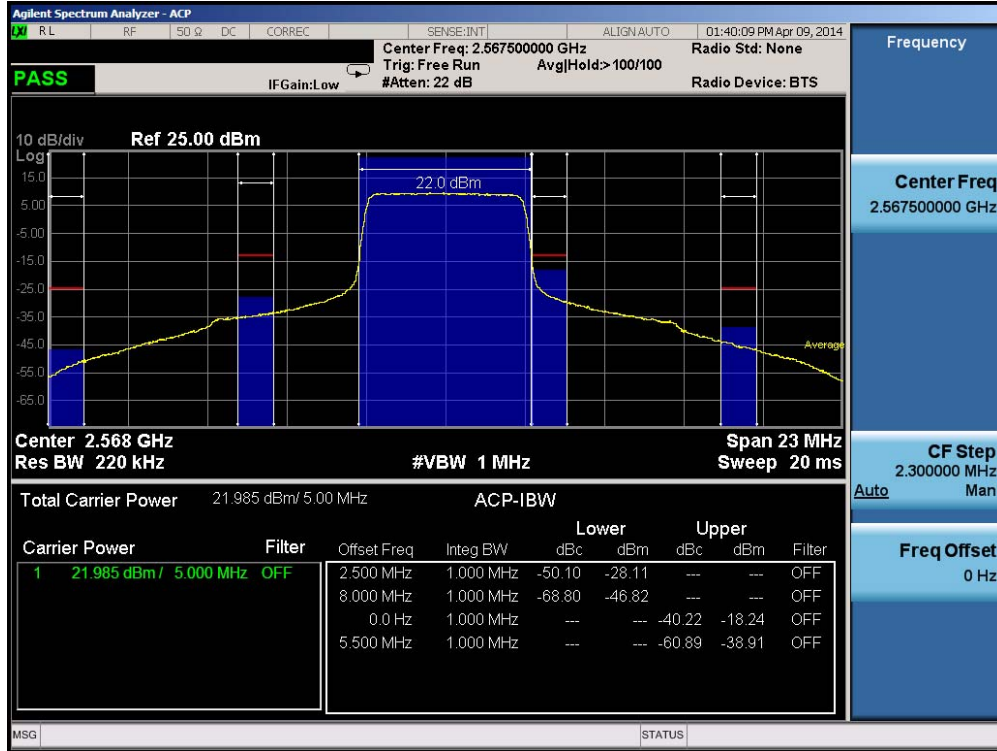 Agilent Spectrum Analyzer - ACP
LXI RL RF 50 Ω DC CORREC SENSE:INT ALIGN AUTO 01:40:09 PM Apr 09, 2014
Center Freq: 2.567500000 GHz Radio Std: None
Trig: Free Run Avg|Hold:>100/100
PASS IFGain:Low #Atten: 22 dB Radio Device: BTS
10 dB/div Ref 25.00 dBm
Log
15.0
22.0 dBm
5.00
-5.00
-15.0
-25.0
-35.0
-45.0
Average
-55.0
-65.0
Center 2.568 GHz Span 23 MHz
Res BW 220 kHz #VBW 1 MHz Sweep 20 ms
Total Carrier Power 21.985 dBm/ 5.00 MHz ACP-IBW
Lower Upper
Carrier Power Filter Offset Freq Integ BW dBc dBm dBc dBm Filter
1 21.985 dBm / 5.000 MHz OFF 2.500 MHz 1.000 MHz -50.10 -28.11 --- --- OFF
8.000 MHz 1.000 MHz -68.80 -46.82 --- --- OFF
0.0 Hz 1.000 MHz --- --- -40.22 -18.24 OFF
5.500 MHz 1.000 MHz --- --- -60.89 -38.91 OFF
MSG STATUS
Frequency
Center Freq
2.567500000 GHz
CF Step
2.300000 MHz
Auto Man
Freq Offset
0 Hz